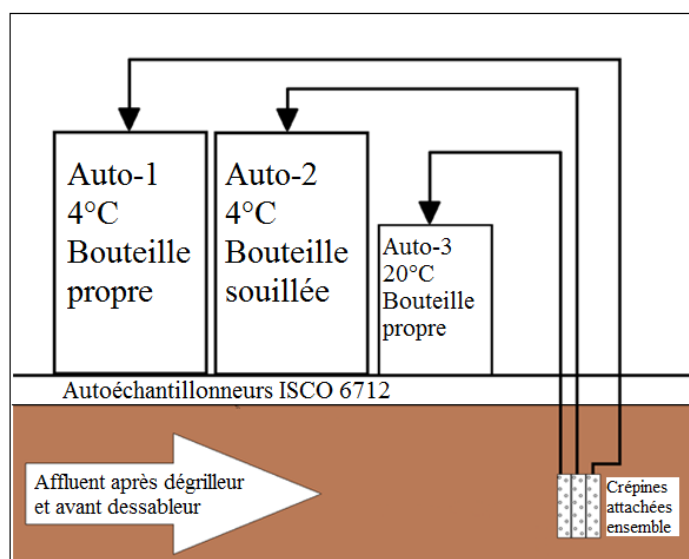 Auto-1
4°C
Bouteille
propre
Auto-2
4°C
Bouteille
souillée
Auto-3
20°C
Bouteille
propre
Autoéchantillonneurs ISCO 6712
Affluent après dégrilleur
et avant dessableur
Crépines
attachées
ensemble